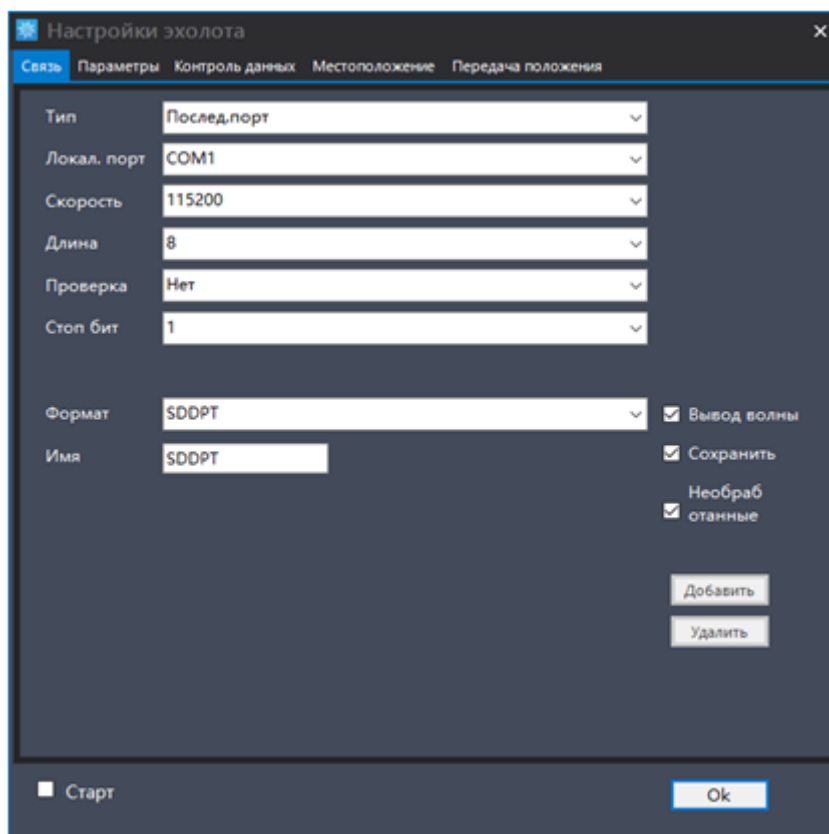 Настройки эхолота
Связь Параметры Контроль данных Местоположение Передача положения
Тип Послед.порт
Локал. порт COM1
Скорость 115200
Длина 8
Проверка Нет
Стоп бит 1
Формат SDDPT Вывод волны
Имя SDDPT Сохранить
Необраб
отанные
Добавить
Удалить
Старт Ok